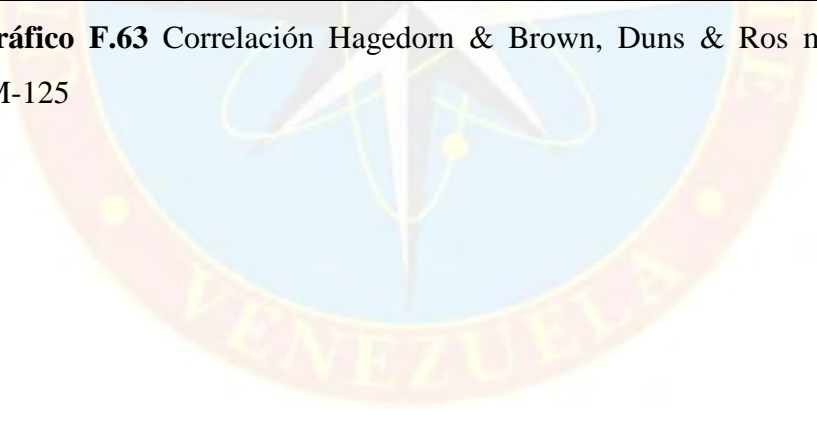 ráfico F.63 Correlación Hagedorn & Brown, Duns & Ros m
-125
VENEZUELA